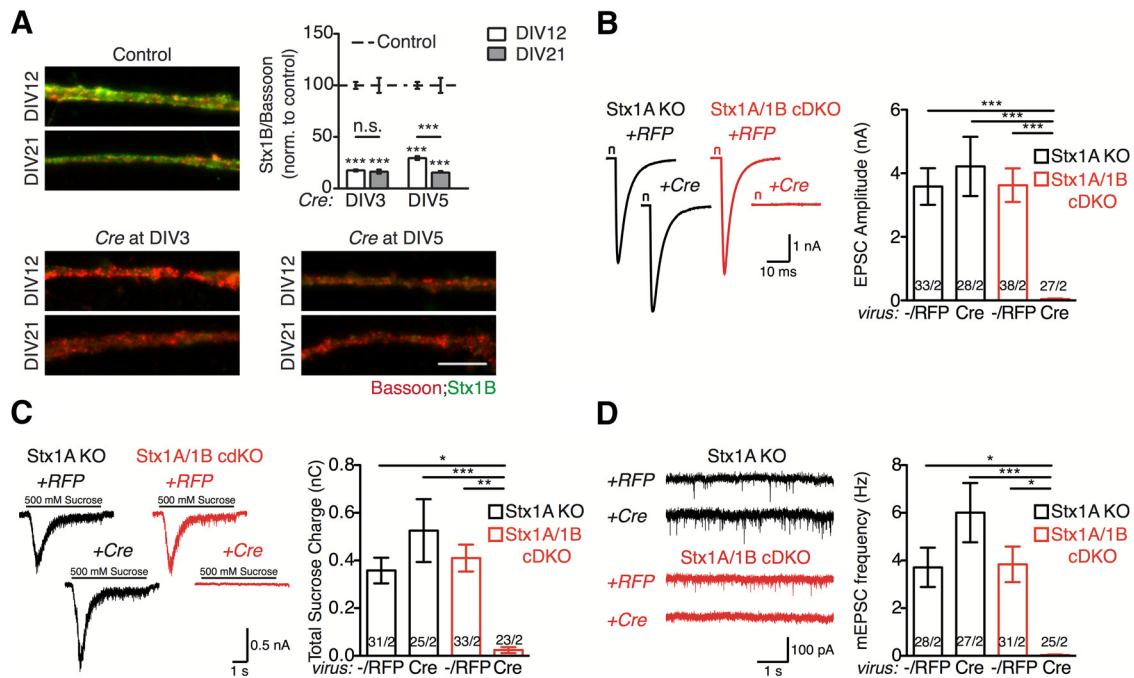 A
Control
DIV12
DIV21
Stx1B/Bassoon
(norm. to control)
150
100
50
0
Control
DIV12
DIV21
n.s.
***
*** ***
***
***
Cre: DIV3 DIV5
Cre at DIV3
Cre at DIV5
DIV12
DIV21
DIV12
DIV21
Bassoon;Stx1B
B
Stx1A KO
+RFP
Stx1A/1B cDKO
+RFP
n
n
+Cre
n
+Cre
n
1 nA
10 ms
EPSC Amplitude (nA)
6
4
2
0
***
***
***
Stx1A KO
Stx1A/1B
cDKO
33/2 28/2 38/2 27/2
virus: -/RFP Cre -/RFP Cre
C
Stx1A KO
+RFP
Stx1A/1B cdKO
+RFP
500 mM Sucrose
500 mM Sucrose
+Cre
500 mM Sucrose
+Cre
500 mM Sucrose
0.5 nA
1 s
Total Sucrose Charge (nC)
0.8
0.6
0.4
0.2
0.0
*
***
**
Stx1A KO
Stx1A/1B
cDKO
31/2 25/2 33/2 23/2
virus: -/RFP Cre -/RFP Cre
D
Stx1A KO
+RFP
+Cre
Stx1A/1B cDKO
+RFP
+Cre
100 pA
1 s
mEPSC frequency (Hz)
8
6
4
2
0
*
***
*
Stx1A KO
Stx1A/1B
cDKO
28/2 27/2 31/2 25/2
virus: -/RFP Cre -/RFP Cre